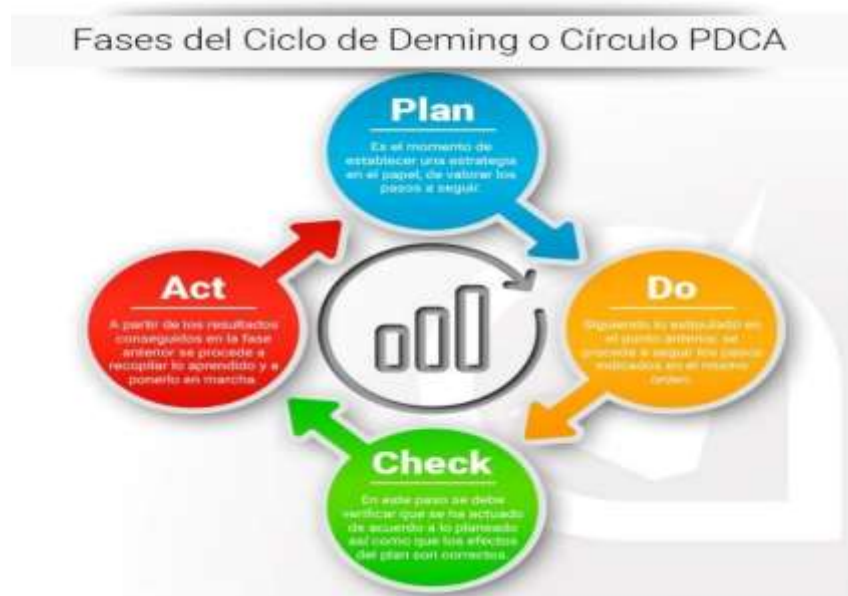 Fases del Ciclo de Deming o Círculo PDCA
Plan
Es el momento de
establecer una estrategia
en el papel, de valorar los
pasos a seguir.
Do
Siguiendo lo estipulado en
el punto anterior, se
procede a seguir los pasos
indicados en el mismo
orden.
Check
En este paso se debe
verificar que se ha actuado
de acuerdo a lo planeado
así como que los efectos
del plan son correctos.
Act
A partir de los resultados
conseguidos en la fase
anterior se procede a
recopilar lo aprendido y a
ponerlo en marcha.